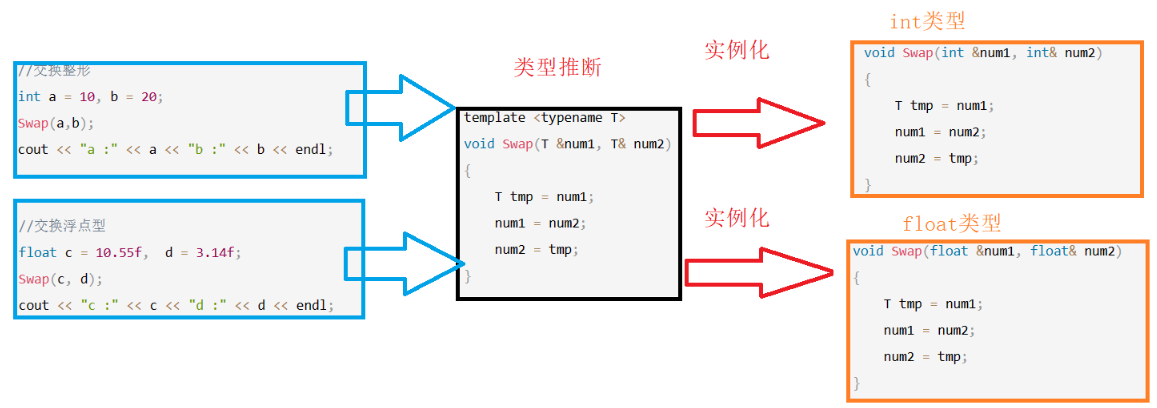 //交换整形
int a = 10, b = 20;
Swap(a,b);
cout << "a :" << a << "b :" << b << endl;
//交换浮点型
float c = 10.55f,  d = 3.14f;
Swap(c, d);
cout << "c :" << c << "d :" << d << endl;
类型推断
template <typename T>
void Swap(T &num1, T& num2)
{
T tmp = num1;
num1 = num2;
num2 = tmp;
}
实例化
实例化
int类型
void Swap(int &num1, int& num2)
{
T tmp = num1;
num1 = num2;
num2 = tmp;
}
float类型
void Swap(float &num1, float& num2)
{
T tmp = num1;
num1 = num2;
num2 = tmp;
}